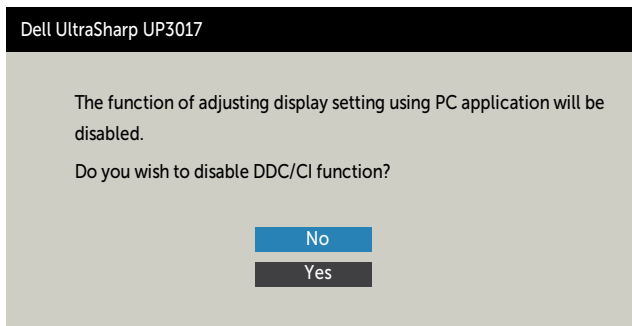 Dell UltraSharp UP3017
The function of adjusting display setting using PC application will be
disabled.
Do you wish to disable DDC/CI function?
No
Yes